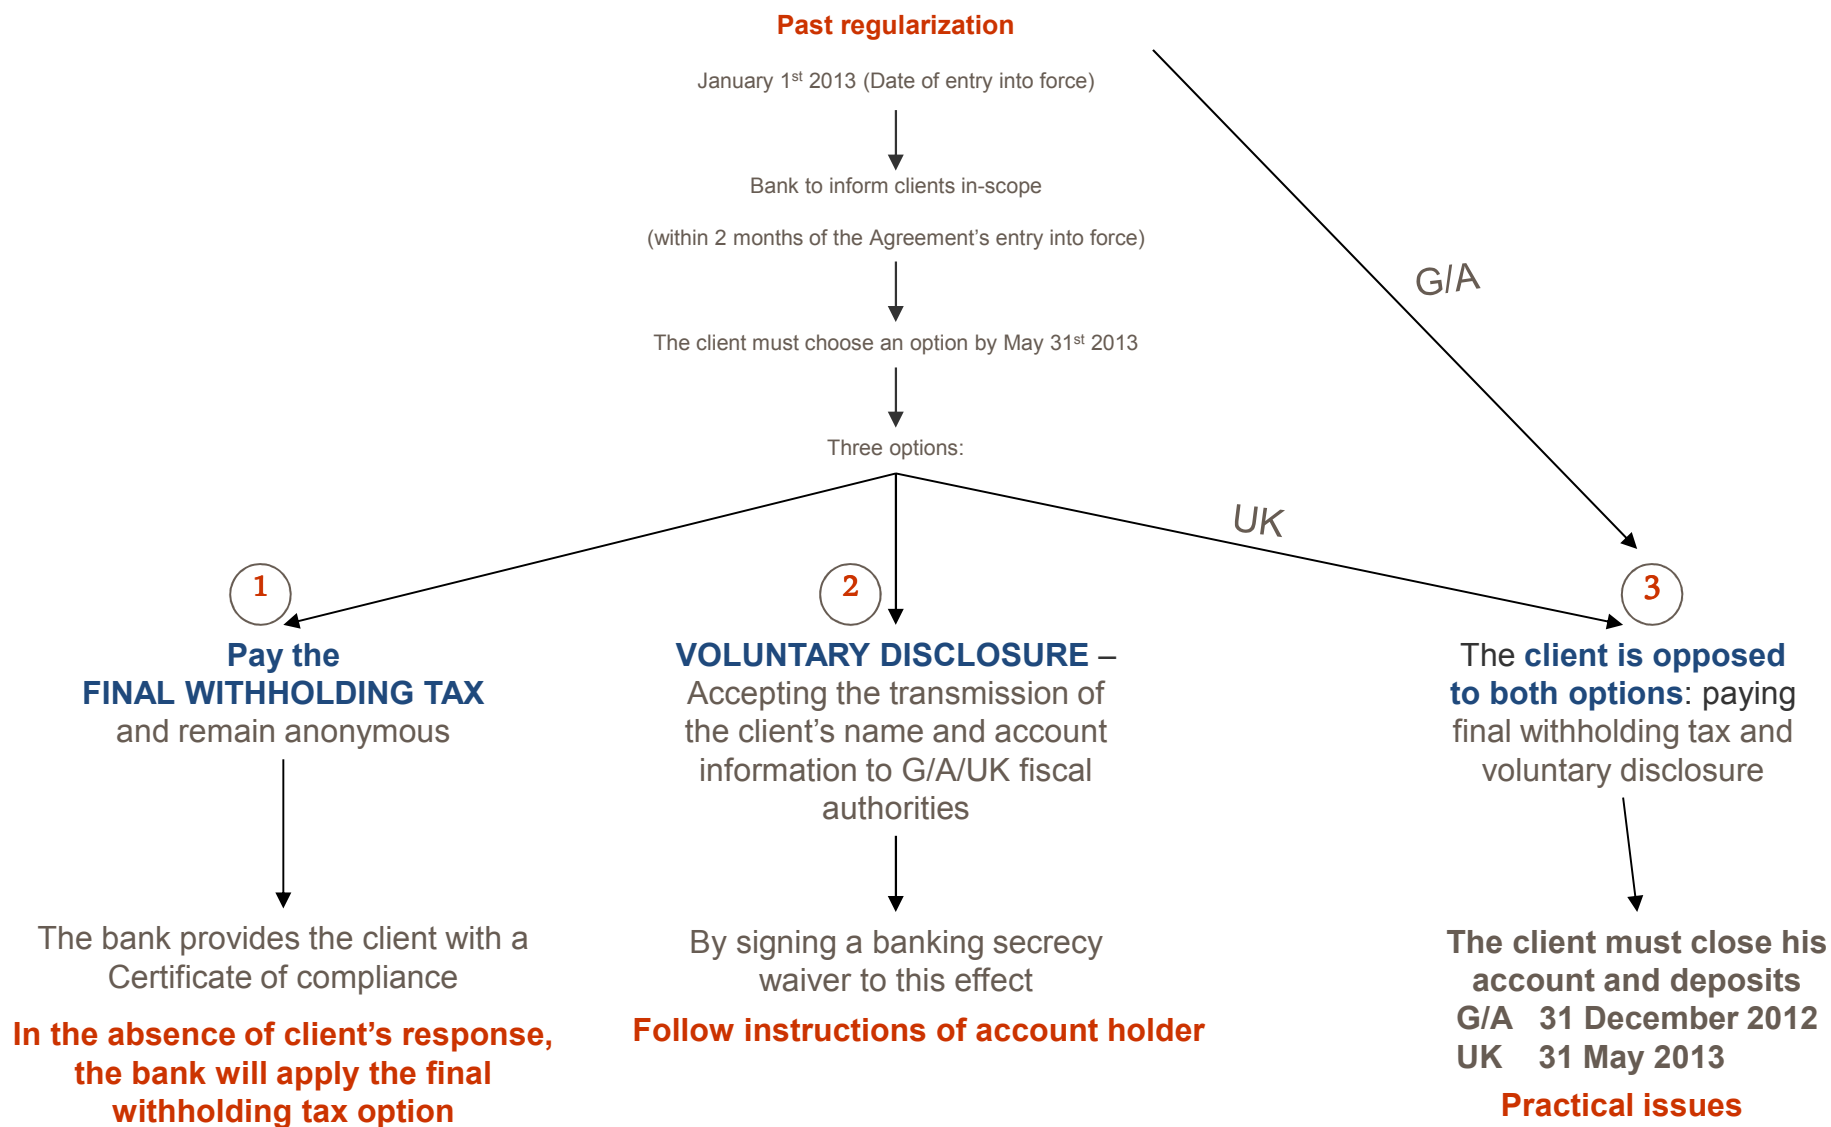 Past regularization
January 1st 2013 (Date of entry into force)
Bank to inform clients in-scope
(within 2 months of the Agreement’s entry into force)
G/A
The client must choose an option by May 31st 2013
Three options:
UK
1
Pay the
FINAL WITHHOLDING TAX
and remain anonymous
The bank provides the client with a
Certificate of compliance
In the absence of client’s response,
the bank will apply the final
withholding tax option
2
VOLUNTARY DISCLOSURE –
Accepting the transmission of
the client’s name and account
information to G/A/UK fiscal
authorities
By signing a banking secrecy
waiver to this effect
Follow instructions of account holder
3
The client is opposed
to both options: paying
final withholding tax and
voluntary disclosure
The client must close his
account and deposits
G/A 31 December 2012
UK 31 May 2013
Practical issues